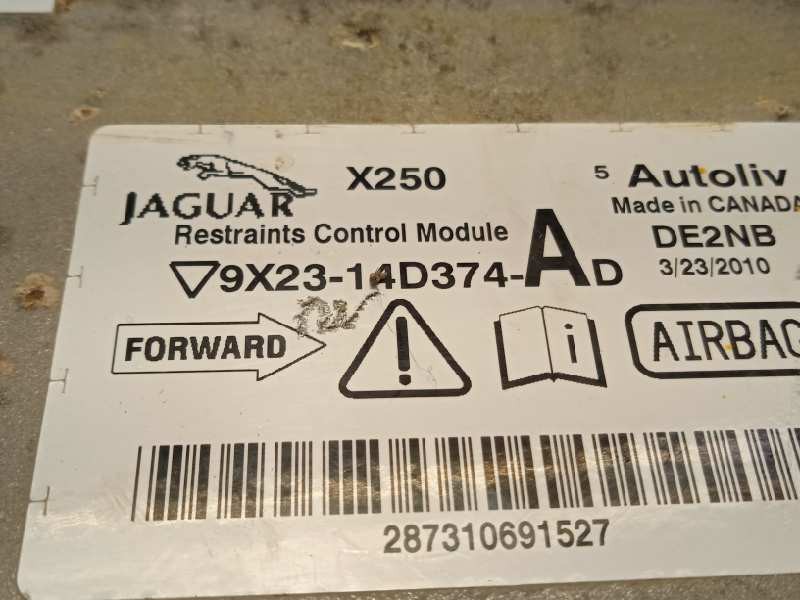 JAGUAR
X250
5 Autoliv
Made in CANADA
Restraints Control Module
DE2NB
9X23-14D374-AD
3/23/2010
FORWARD
i
AIRBAG
287310691527